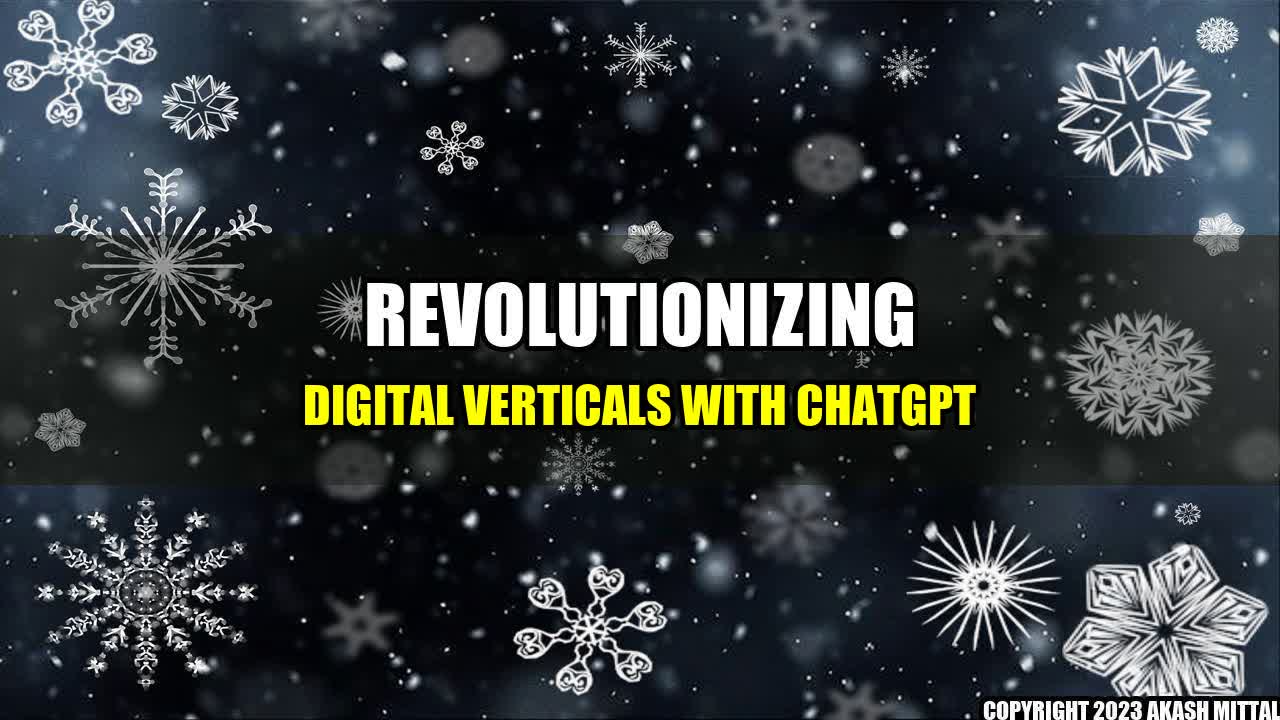 REVOLUTIONIZING
DIGITAL VERTICALS WITH CHATGPT
COPYRIGHT 2023 AKASH MITTAL